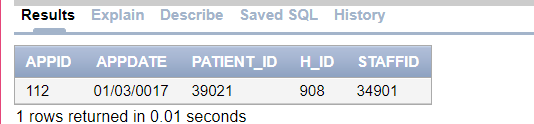 Results Explain Describe Saved SQL History
APPID APPDATE PATIENT_ID H_ID STAFFID
112 01/03/0017 39021 908 34901
1 rows returned in 0.01 seconds